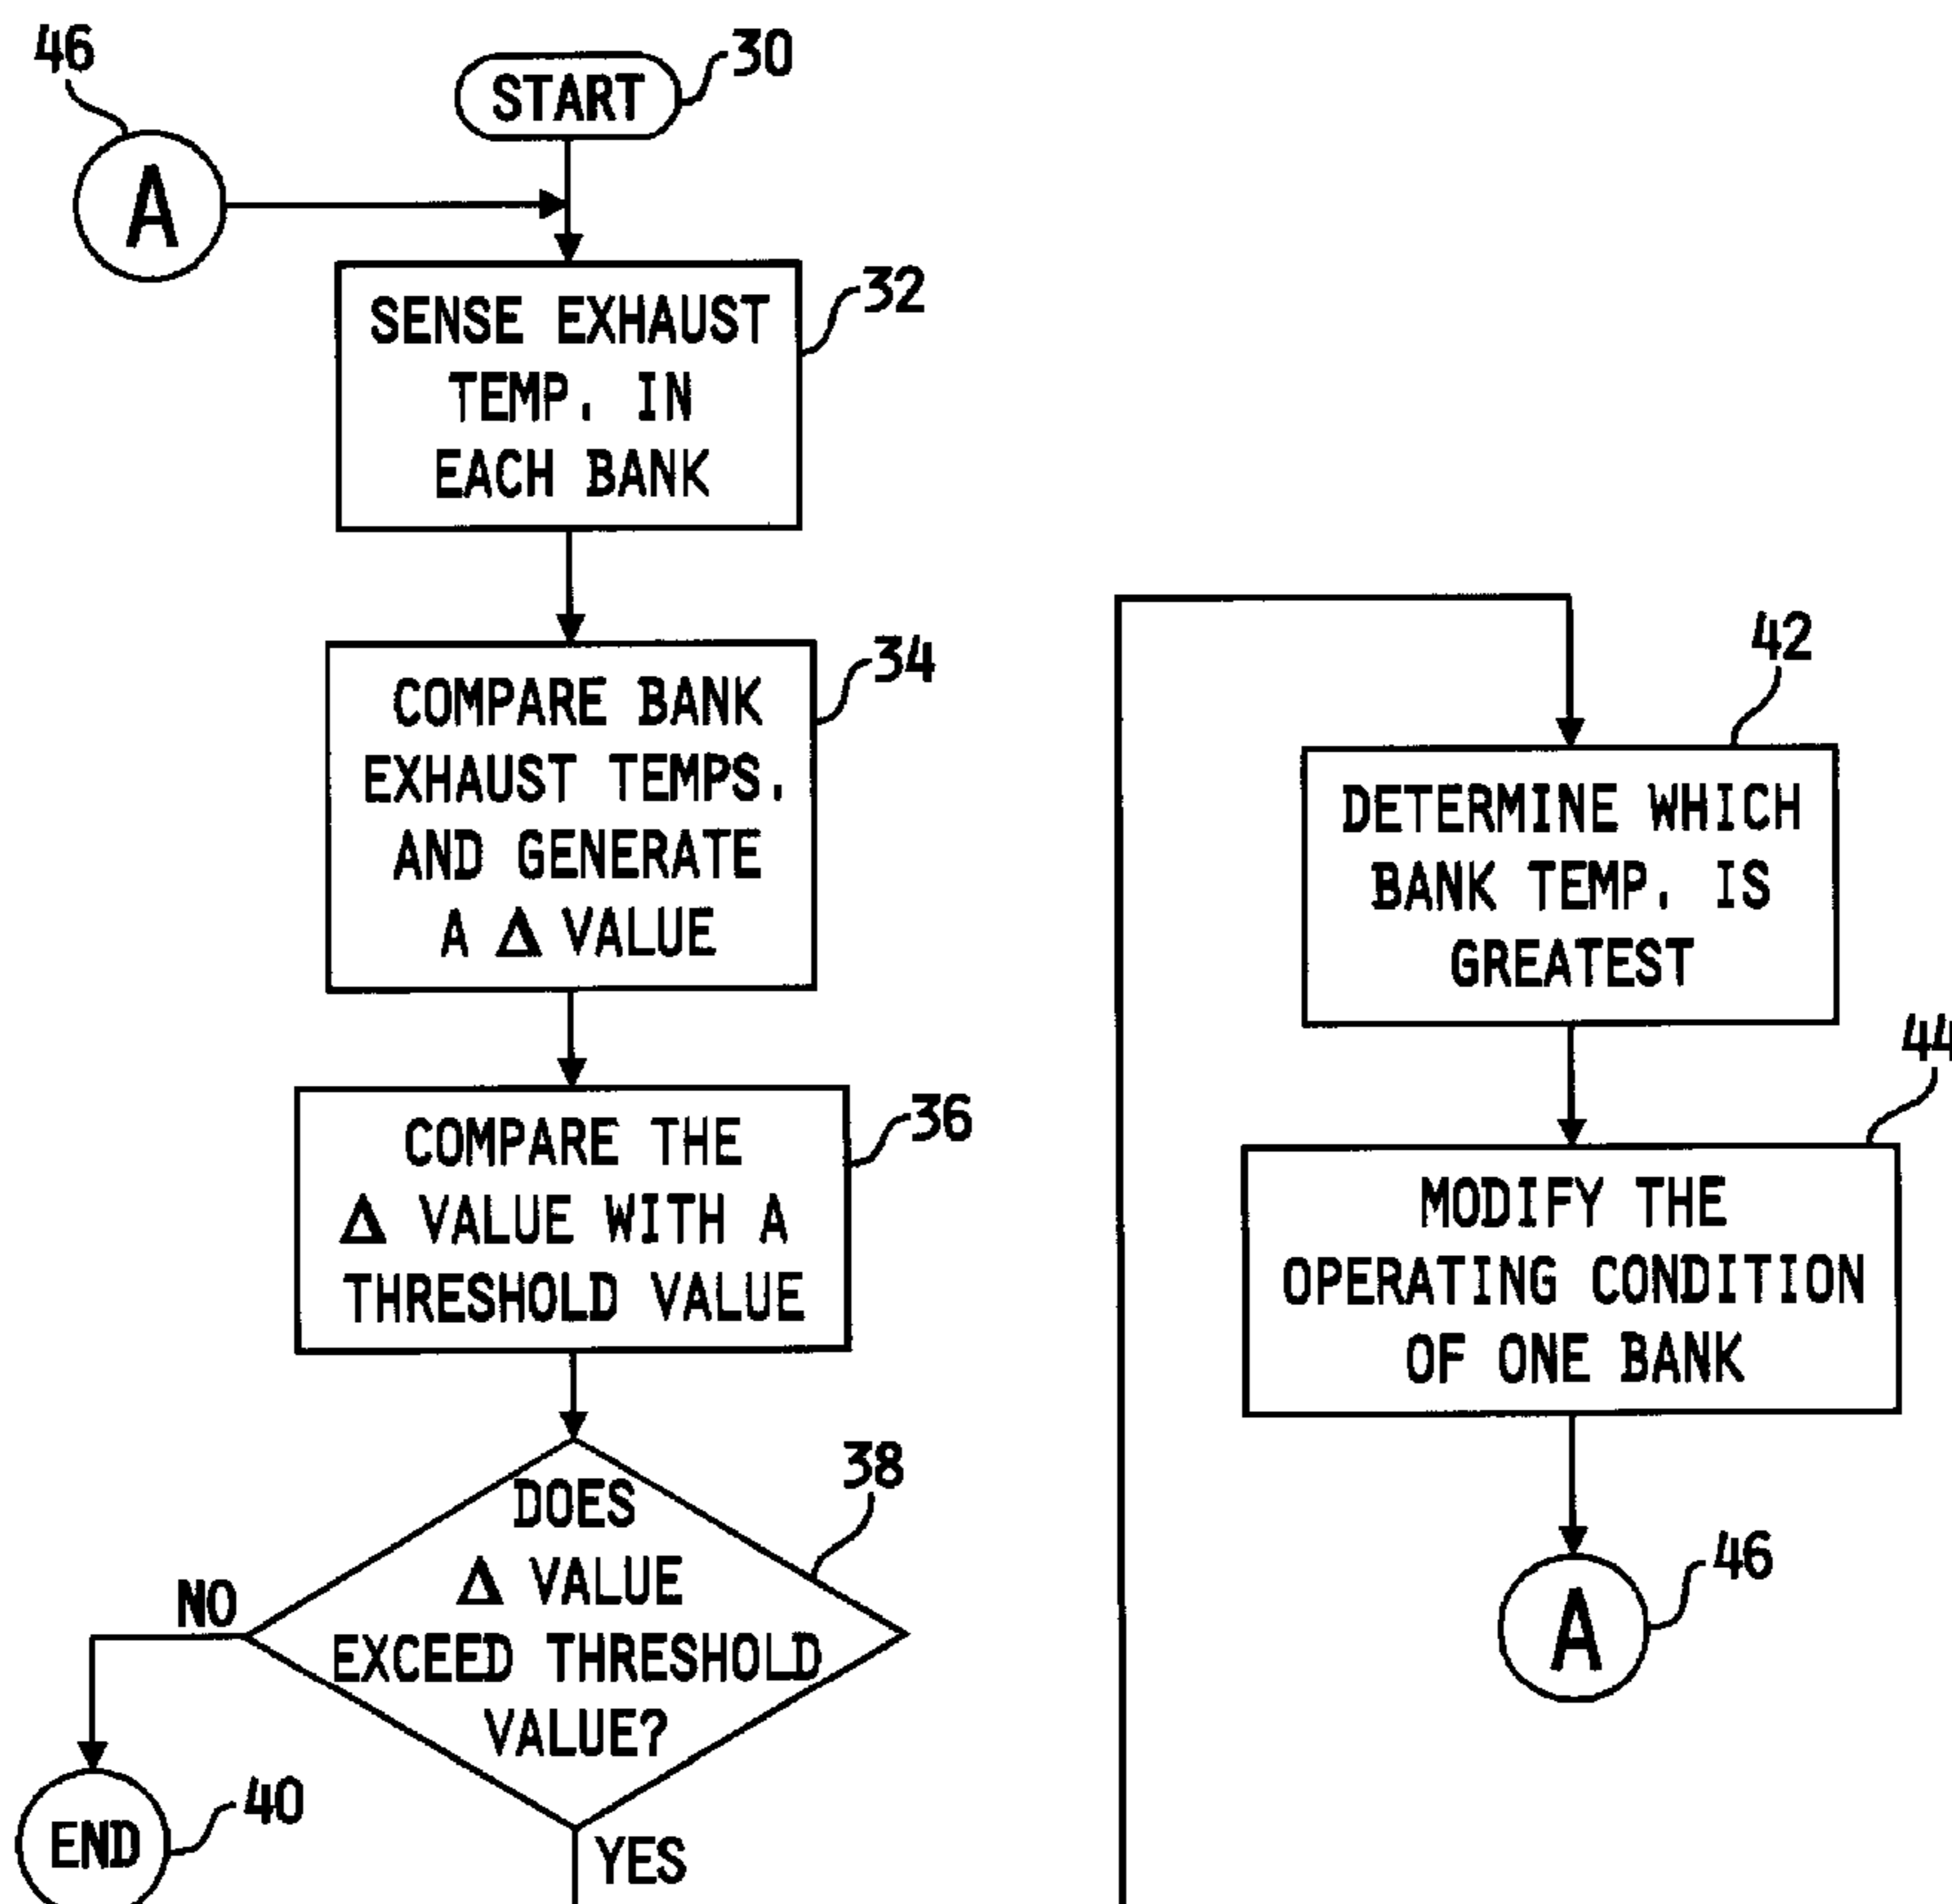 46
START
30
A
SENSE EXHAUST
TEMP. IN
EACH BANK
32
COMPARE BANK
EXHAUST TEMPS.
AND GENERATE
A Δ VALUE
34
COMPARE THE
Δ VALUE WITH A
THRESHOLD VALUE
36
DOES
Δ VALUE
EXCEED THRESHOLD
VALUE?
38
NO
END
40
YES
42
DETERMINE WHICH
BANK TEMP. IS
GREATEST
44
MODIFY THE
OPERATING CONDITION
OF ONE BANK
A
46